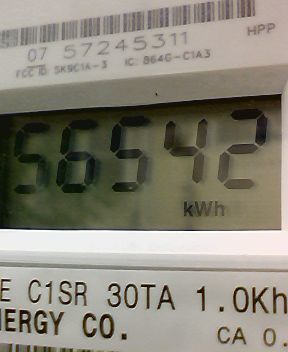 HPP
07 57245311
FCC ID: SK9C1A-3 IC: 864G-C1A3
56542
kWh
E C1SR 30TA 1.0Kh
NERGY CO.
CA 0.